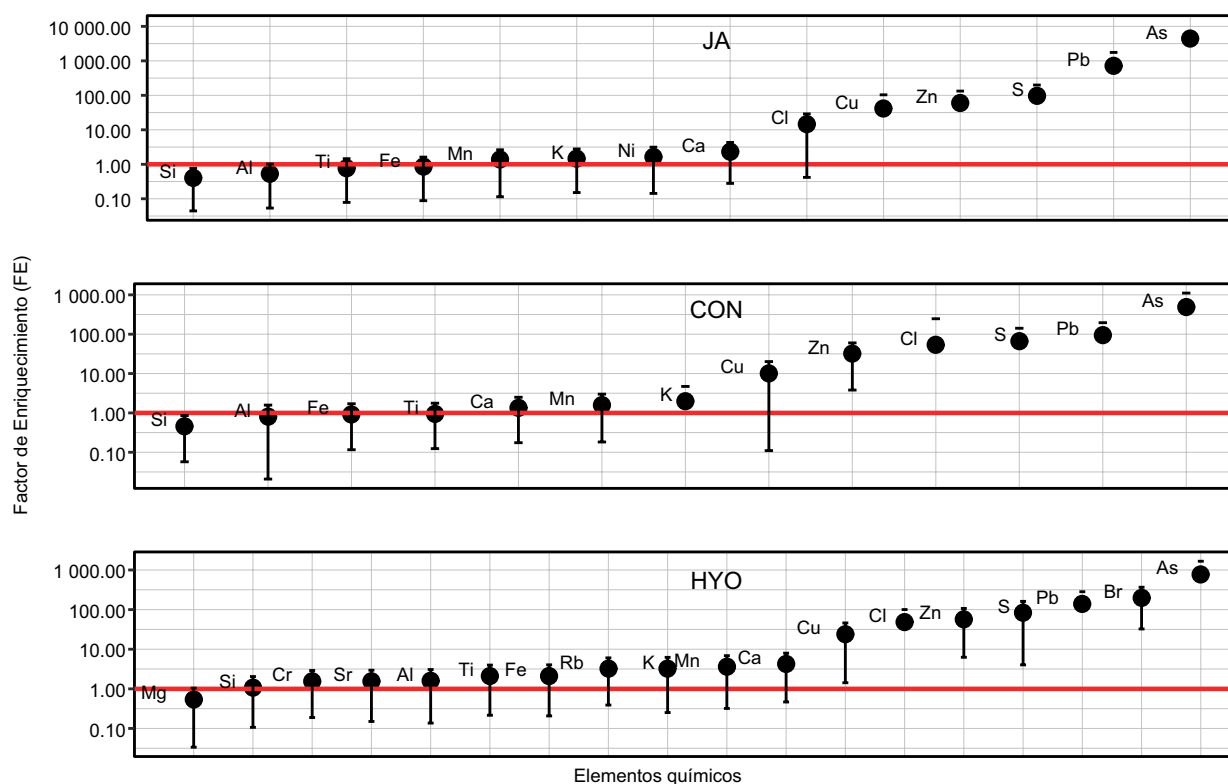 JA
10 000.00
1 000.00
100.00
10.00
1.00
0.10
Si Al Ti Fe Mn K Ni Ca Cl Cu Zn S Pb As
Factor de Enriquecimiento (FE)
CON
1 000.00
100.00
10.00
1.00
0.10
Si Al Fe Ti Ca Mn K Cu Zn Cl S Pb As
HYO
1 000.00
100.00
10.00
1.00
0.10
Mg Si Cr Sr Al Ti Fe Rb K Mn Ca Cu Cl Zn S Pb Br As
Elementos químicos